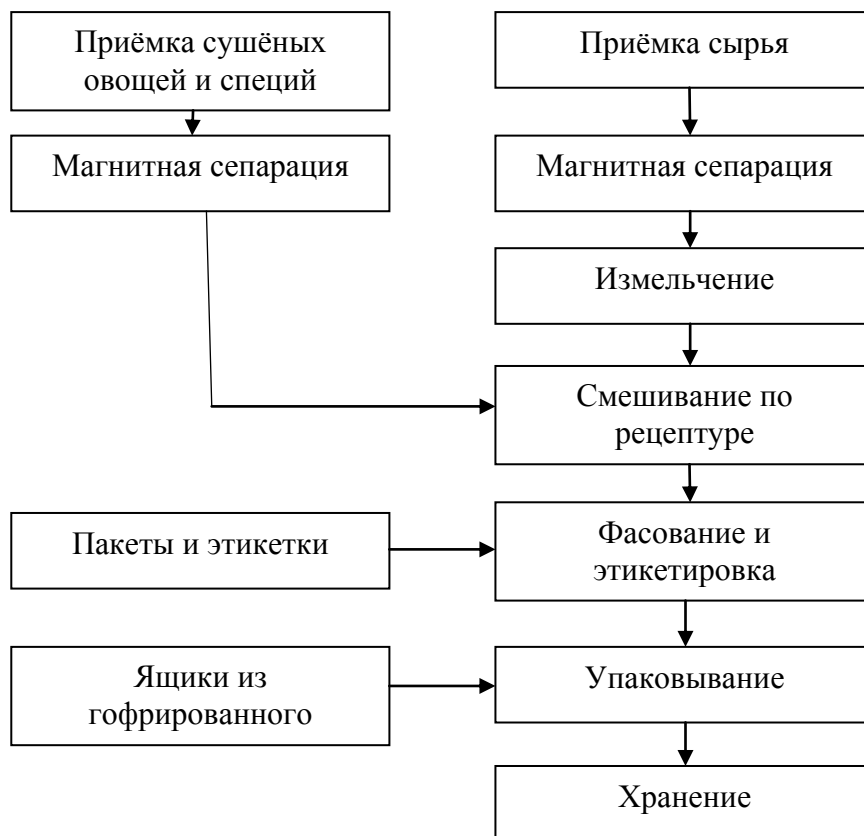 Приёмка сушёных
овощей и специй
Приёмка сырья
Магнитная сепарация
Магнитная сепарация
Измельчение
Смешивание по
рецептуре
Пакеты и этикетки
Фасование и
этикетировка
Ящики из
гофрированного
Упаковывание
Хранение